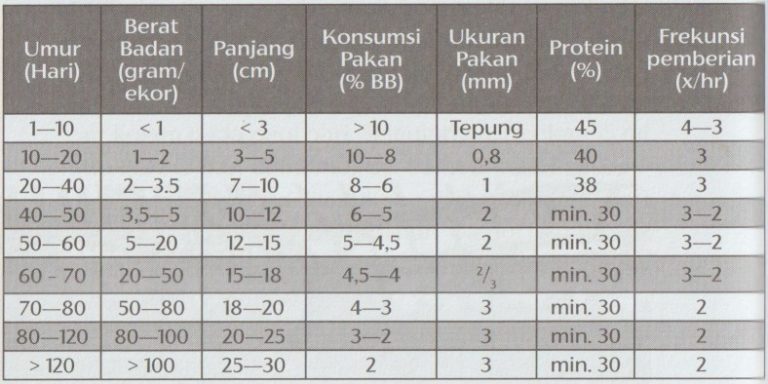 Umur (Hari) | Berat Badan (gram/ekor) | Panjang (cm) | Konsumsi Pakan (% BB) | Ukuran Pakan (mm) | Protein (%) | Frekunsi pemberian (x/hr)
1—10 | < 1 | < 3 | > 10 | Tepung | 45 | 4—3
10—20 | 1—2 | 3—5 | 10—8 | 0,8 | 40 | 3
20—40 | 2—3.5 | 7—10 | 8—6 | 1 | 38 | 3
40—50 | 3,5—5 | 10—12 | 6—5 | 2 | min. 30 | 3—2
50—60 | 5—20 | 12—15 | 5—4,5 | 2 | min. 30 | 3—2
60 - 70 | 20—50 | 15—18 | 4,5—4 | 2/3 | min. 30 | 3—2
70—80 | 50—80 | 18—20 | 4—3 | 3 | min. 30 | 2
80—120 | 80—100 | 20—25 | 3—2 | 3 | min. 30 | 2
> 120 | > 100 | 25—30 | 2 | 3 | min. 30 | 2